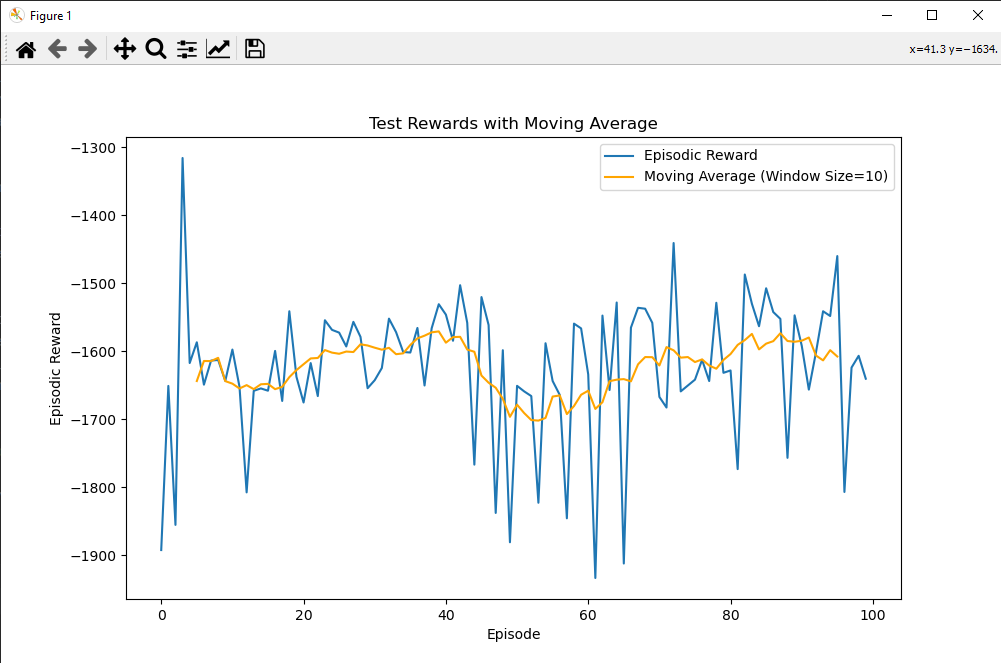 Figure 1
x=41.3 y=−1634.
Test Rewards with Moving Average
Episodic Reward
Moving Average (Window Size=10)
−1300
−1400
−1500
−1600
−1700
−1800
−1900
Episodic Reward
0 20 40 60 80 100
Episode